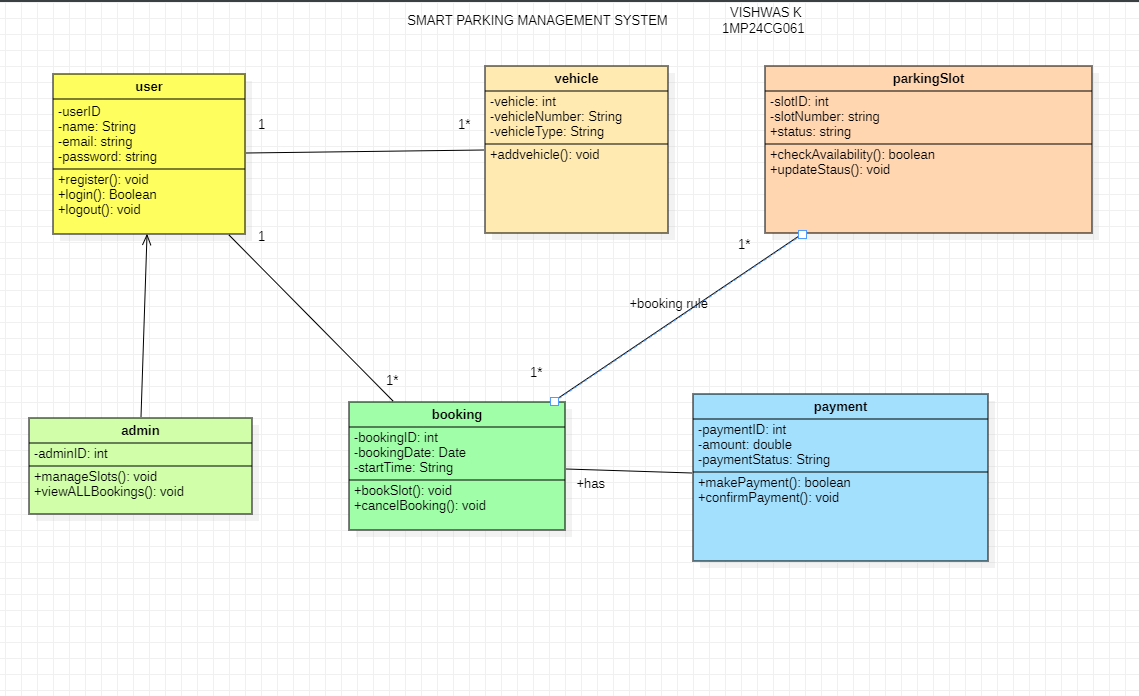 SMART PARKING MANAGEMENT SYSTEM
VISHWAS K
1MP24CG061
user
-userID
-name: String
-email: string
-password: string
+register(): void
+login(): Boolean
+logout(): void
1
1*
vehicle
-vehicle: int
-vehicleNumber: String
-vehicleType: String
+addvehicle(): void
parkingSlot
-slotID: int
-slotNumber: string
+status: string
+checkAvailability(): boolean
+updateStaus(): void
1
1*
+booking rule
1*
1*
admin
-adminID: int
+manageSlots(): void
+viewALLBookings(): void
booking
-bookingID: int
-bookingDate: Date
-startTime: String
+bookSlot(): void
+cancelBooking(): void
+has
payment
-paymentID: int
-amount: double
-paymentStatus: String
+makePayment(): boolean
+confirmPayment(): void